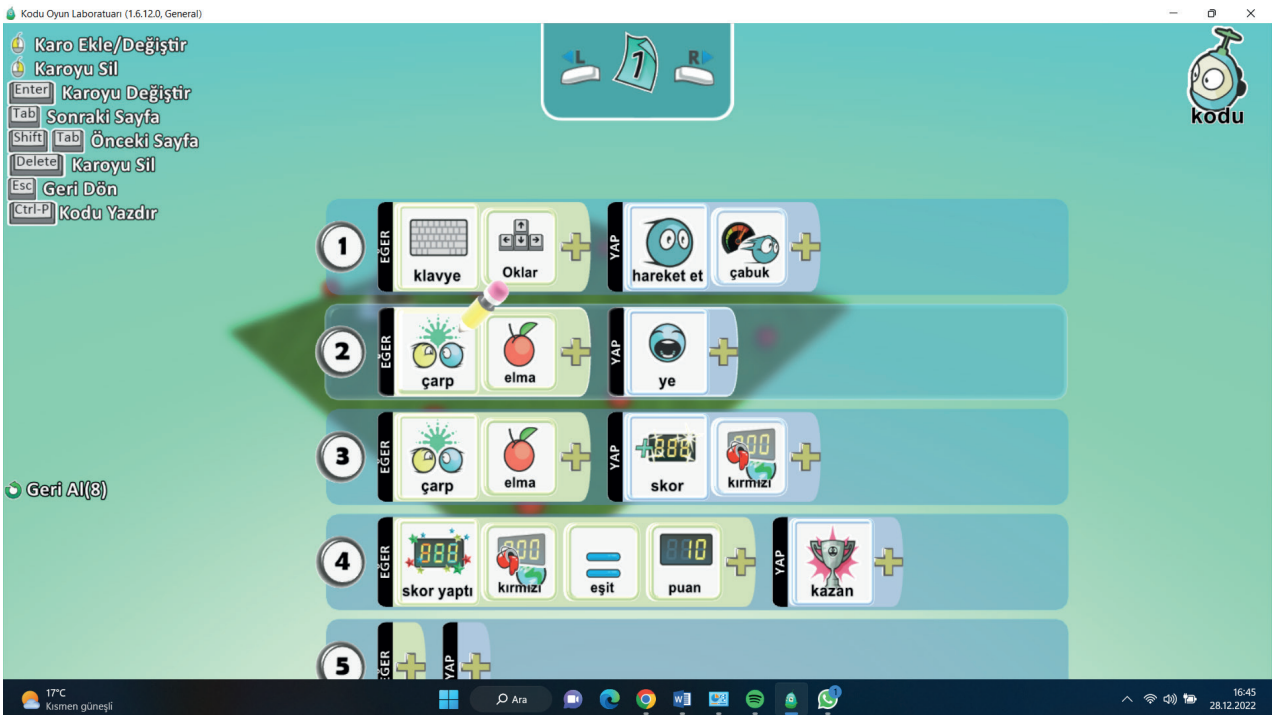 Kodu Oyun Laboratuarı (1.6.12.0, General)
Karo Ekle/Değiştir
Karoyu Sil
Enter Karoyu Değiştir
Tab Sonraki Sayfa
Shift Tab Önceki Sayfa
Delete Karoyu Sil
Esc Geri Dön
Ctrl-P Kodu Yazdır
L 1 R
kodu
1 EĞER klavye Oklar YAP hareket et çabuk
2 EĞER çarp elma YAP ye
3 EĞER çarp elma YAP skor kırmızı
Geri Al(8)
4 EĞER skor yaptı kırmızı eşit 10 puan YAP kazan
5 EĞER YAP
17°C
Kısmen güneşli
Ara
1
16:45
28.12.2022